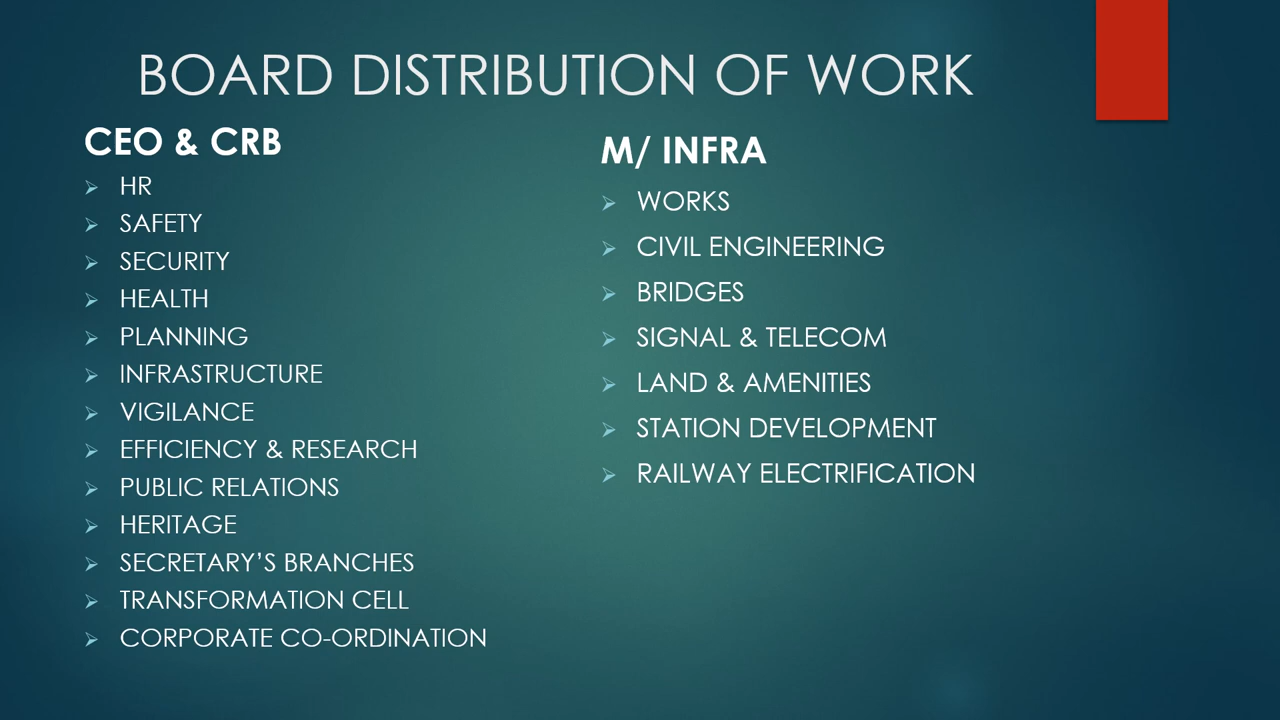 BOARD DISTRIBUTION OF WORK
CEO & CRB
HR
SAFETY
SECURITY
HEALTH
PLANNING
INFRASTRUCTURE
VIGILANCE
EFFICIENCY & RESEARCH
PUBLIC RELATIONS
HERITAGE
SECRETARY’S BRANCHES
TRANSFORMATION CELL
CORPORATE CO-ORDINATION
M/ INFRA
WORKS
CIVIL ENGINEERING
BRIDGES
SIGNAL & TELECOM
LAND & AMENITIES
STATION DEVELOPMENT
RAILWAY ELECTRIFICATION